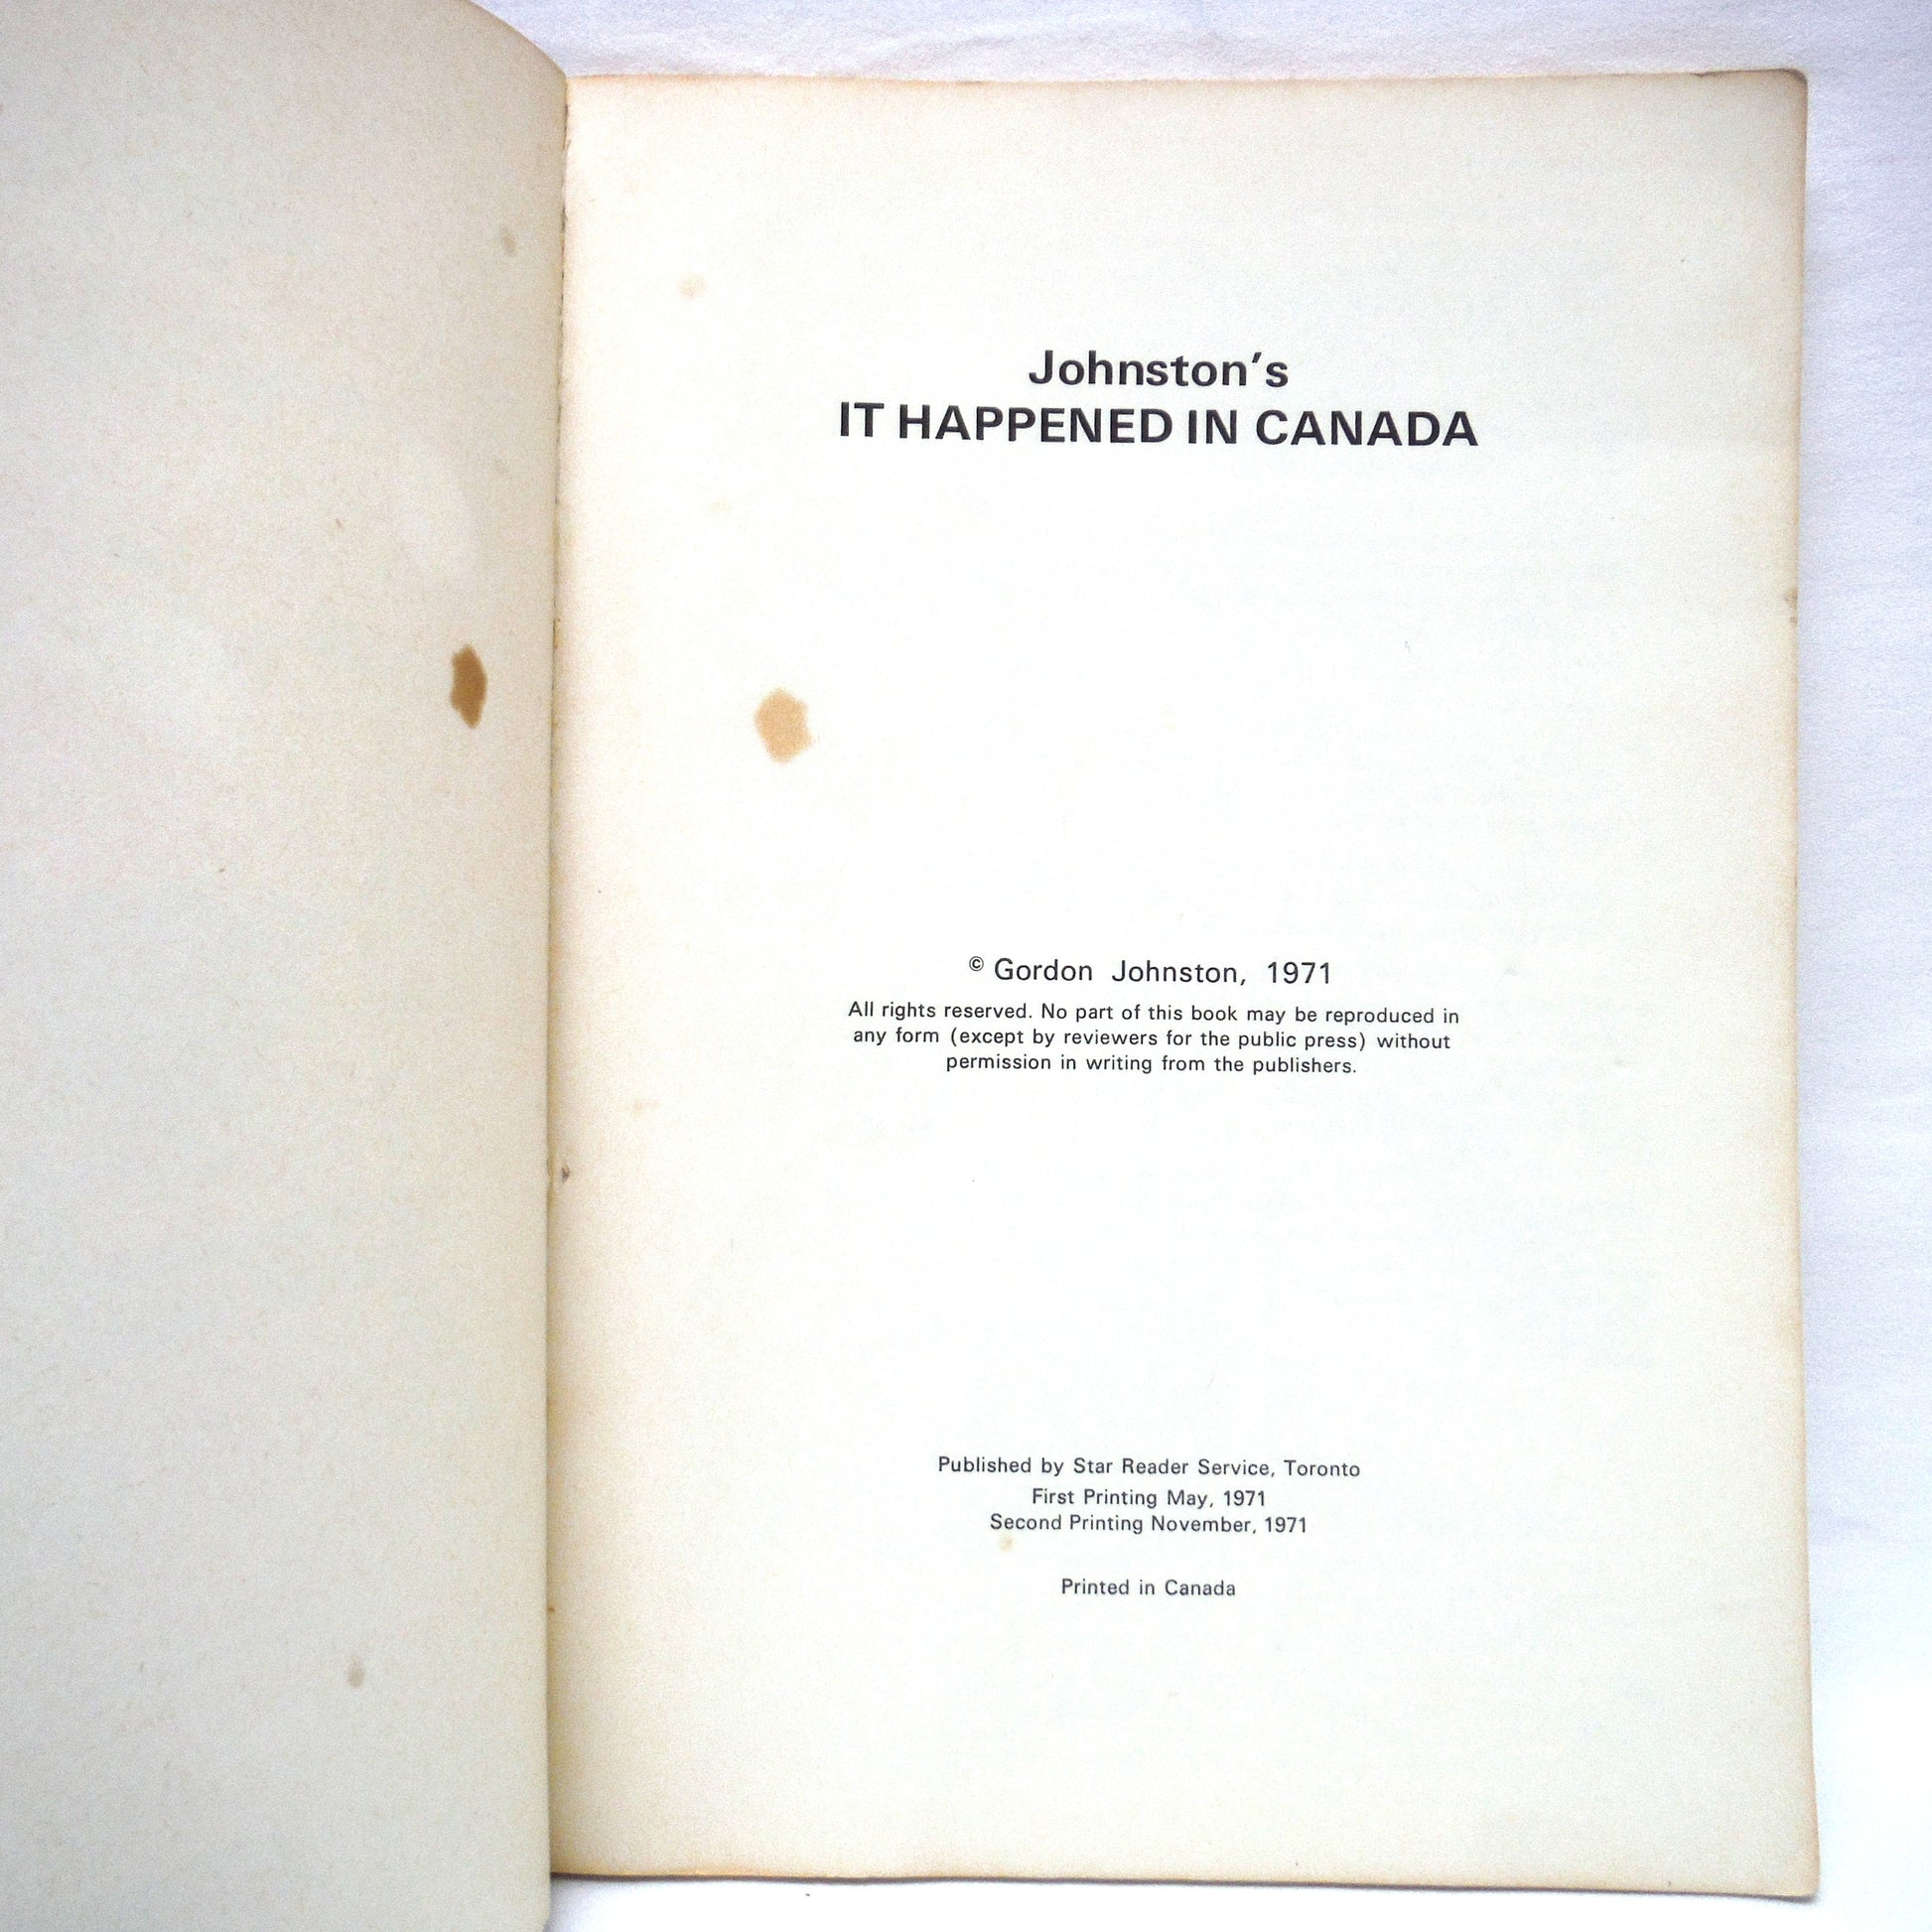 Johnston's
IT HAPPENED IN CANADA
© Gordon Johnston, 1971
All rights reserved. No part of this book may be reproduced in
any form (except by reviewers for the public press) without
permission in writing from the publishers.
Published by Star Reader Service, Toronto
First Printing May, 1971
Second Printing November, 1971
Printed in Canada